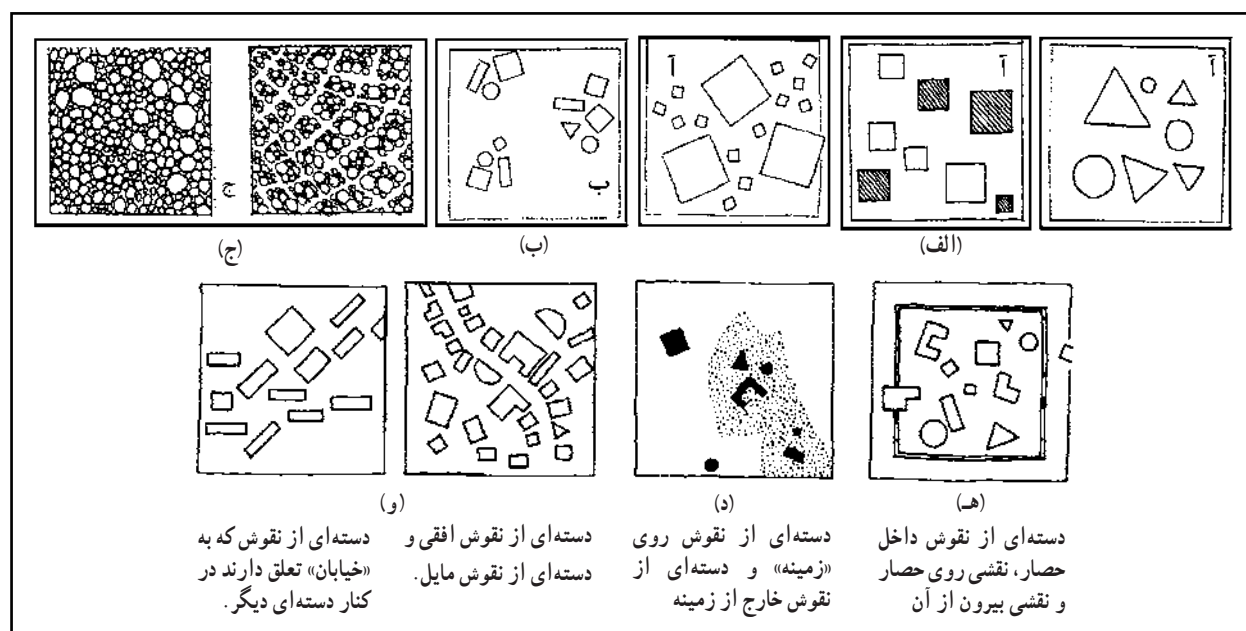 آ
آ
آ
ب
ج
(الف)
(ب)
(ج)
(هـ)
(د)
(و)
دسته‌ای از نقوش داخل
حصار، نقشی روی حصار
و نقشی بیرون از آن
دسته‌ای از نقوش روی
«زمینه» و دسته‌ای از
نقوش خارج از زمینه
دسته‌ای از نقوش افقی و
دسته‌ای از نقوش مایل.
دسته‌ای از نقوش که به
«خیابان» تعلق دارند در
کنار دسته‌ای دیگر.